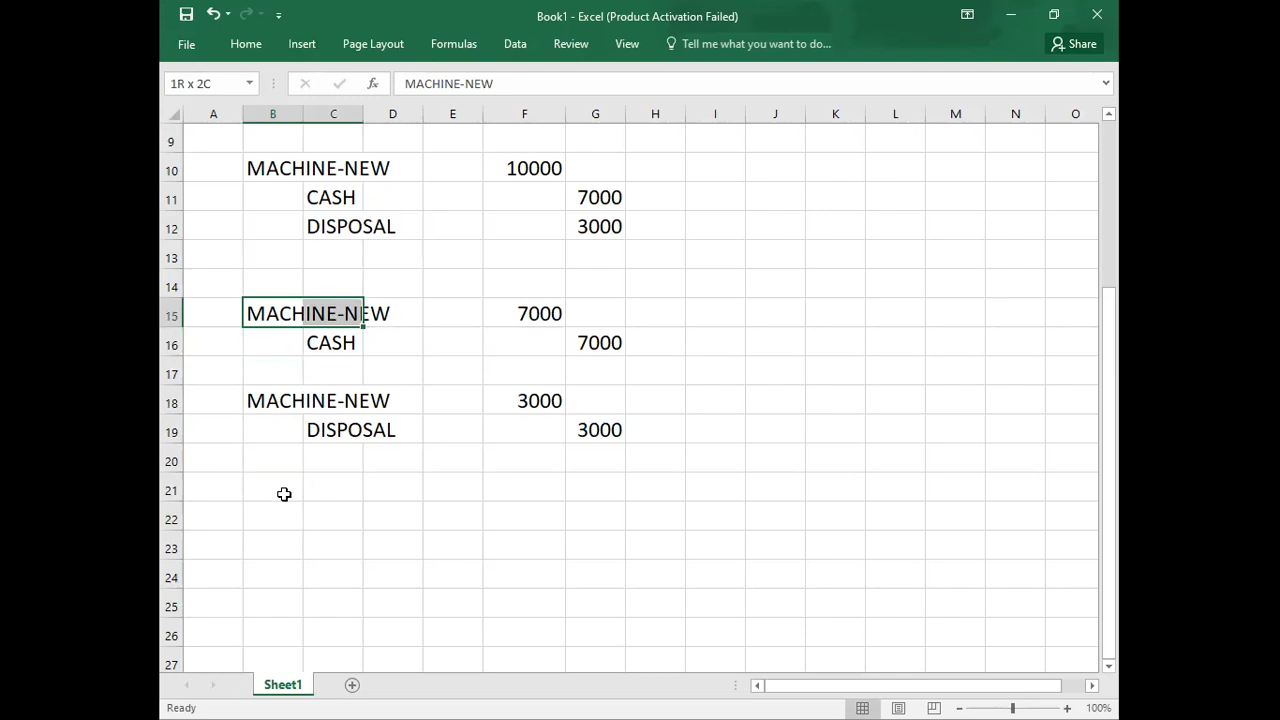 Book1 - Excel (Product Activation Failed)
File Home Insert Page Layout Formulas Data Review View Tell me what you want to do... Share
1R x 2C fx MACHINE-NEW
A B C D E F G H I J K L M N O
9
10 MACHINE-NEW 10000
11 CASH 7000
12 DISPOSAL 3000
13
14
15 MACHINE-NEW 7000
16 CASH 7000
17
18 MACHINE-NEW 3000
19 DISPOSAL 3000
20
21
22
23
24
25
26
27
Sheet1
Ready 100%